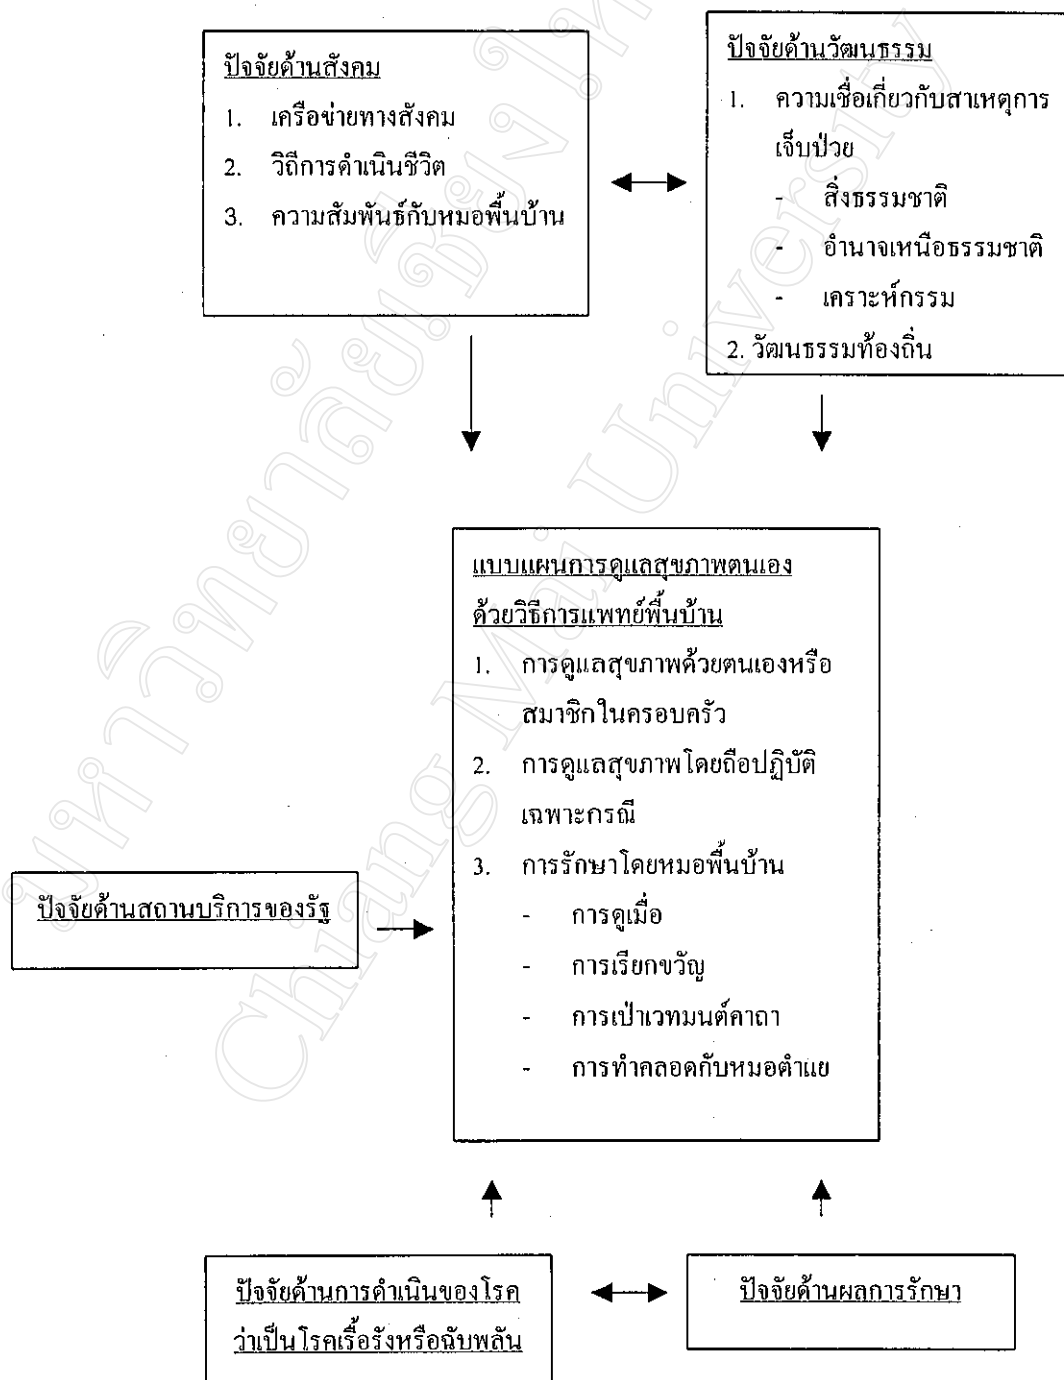 ปัจจัยด้านสังคม
1. เครือข่ายทางสังคม
2. วิถีการดำเนินชีวิต
3. ความสัมพันธ์กับหมอพื้นบ้าน
ปัจจัยด้านวัฒนธรรม
1. ความเชื่อเกี่ยวกับสาเหตุการ
เจ็บป่วย
- สิ่งธรรมชาติ
- อำนาจเหนือธรรมชาติ
- เคราะห์กรรม
2. วัฒนธรรมท้องถิ่น
แบบแผนการดูแลสุขภาพตนเอง
ด้วยวิธีการแพทย์พื้นบ้าน
1. การดูแลสุขภาพด้วยตนเองหรือ
สมาชิกในครอบครัว
2. การดูแลสุขภาพโดยถือปฏิบัติ
เฉพาะกรณี
3. การรักษาโดยหมอพื้นบ้าน
- การดูเมื่อ
- การเรียกขวัญ
- การเป่าเวทมนต์คาถา
- การทำคลอดกับหมอตำแย
ปัจจัยด้านสถานบริการของรัฐ
ปัจจัยด้านการดำเนินของโรค
ว่าเป็นโรคเรื้อรังหรือฉับพลัน
ปัจจัยด้านผลการรักษา
Chiang Mai University